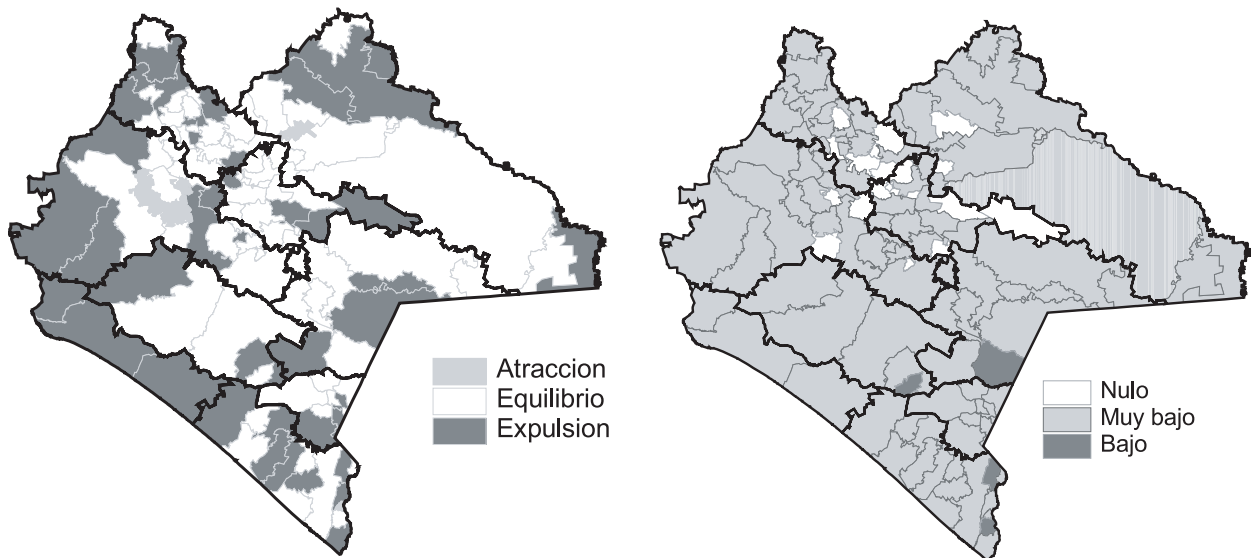 Atraccion
Equilibrio
Expulsion
Nulo
Muy bajo
Bajo